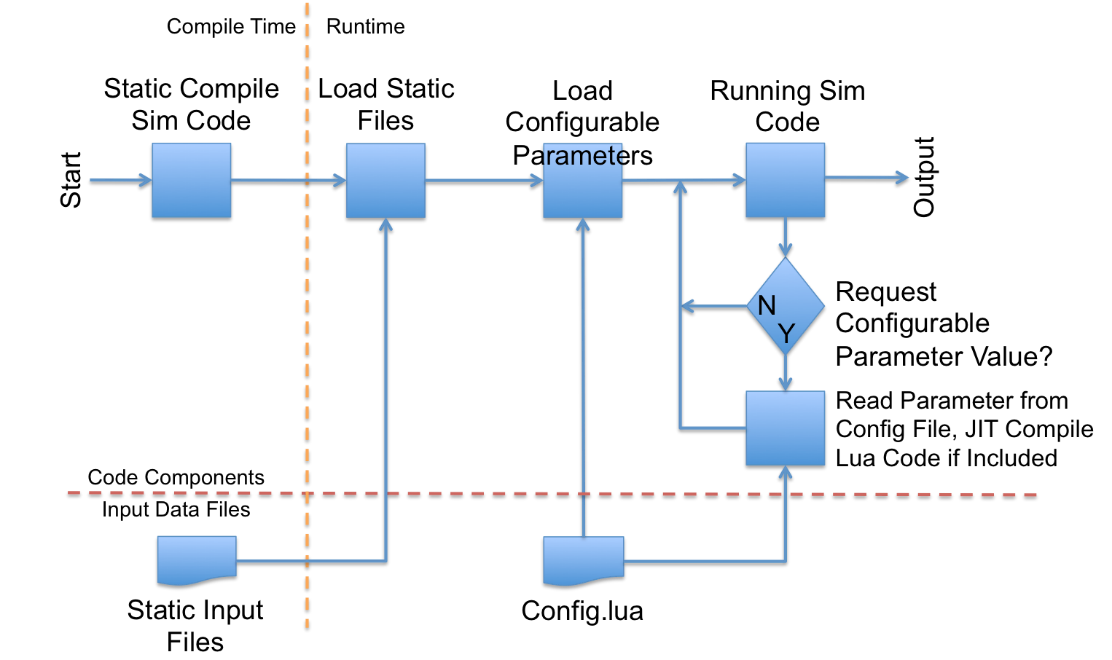 Compile Time
Runtime
Static Compile
Sim Code
Load Static
Files
Load
Configurable
Parameters
Running Sim
Code
Start
Output
N
Y
Request
Configurable
Parameter Value?
Read Parameter from
Config File, JIT Compile
Lua Code if Included
Code Components
Input Data Files
Static Input
Files
Config.lua